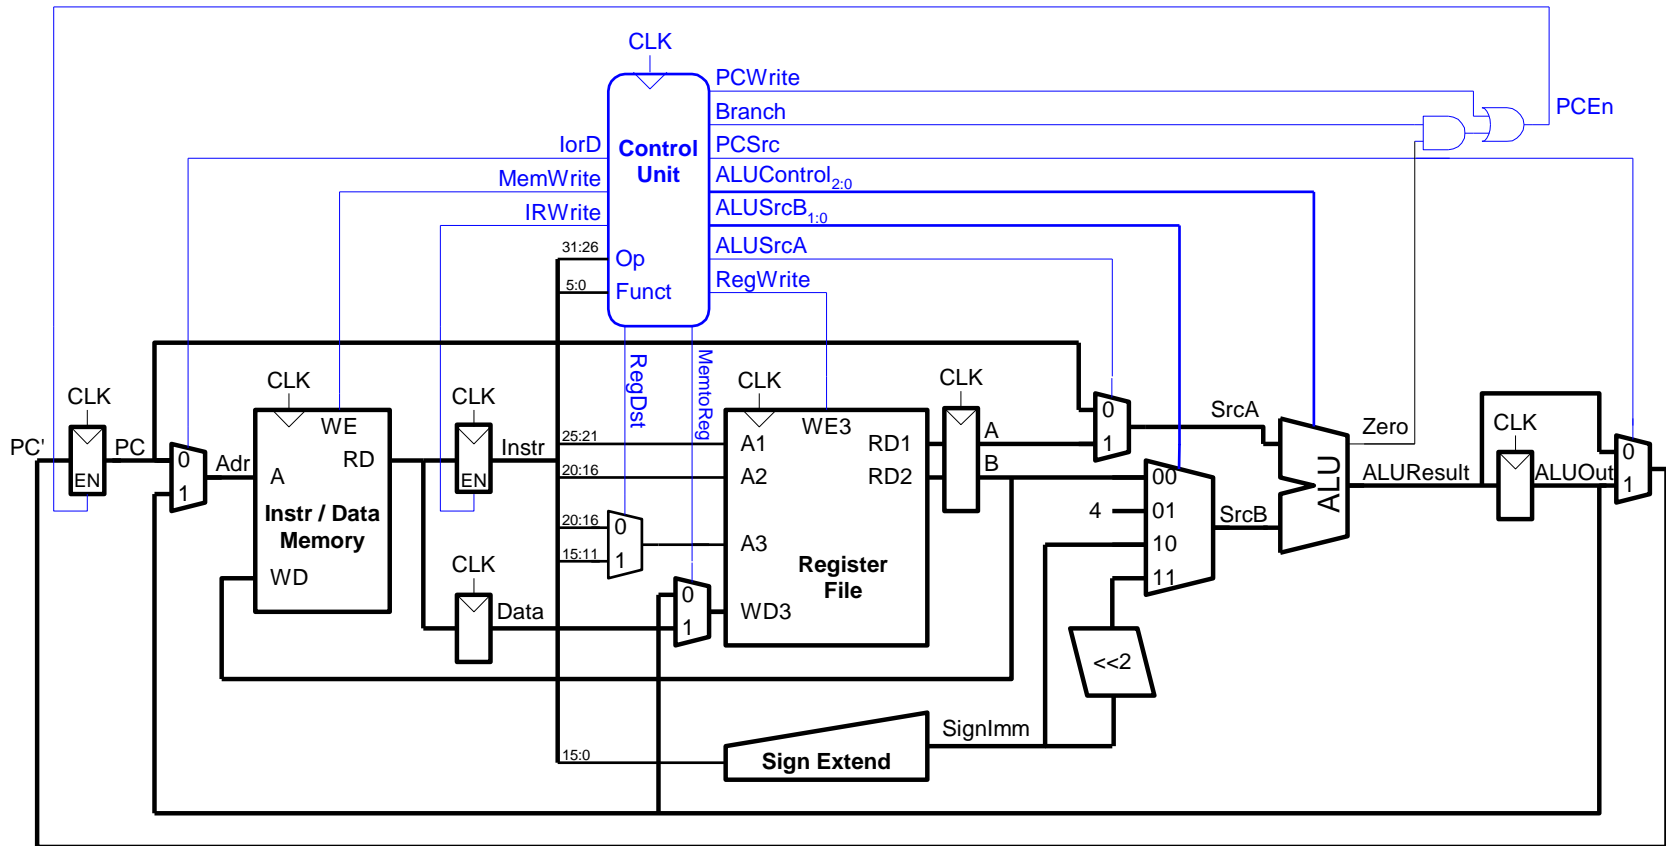 CLK
PCWrite
Branch
PCEn
IorD
Control
Unit
PCSrc
MemWrite
ALUControl2:0
IRWrite
ALUSrcB1:0
31:26
Op
ALUSrcA
5:0
Funct
RegWrite
RegDst
MemtoReg
CLK
CLK
CLK
CLK
CLK
CLK
PC'
PC
EN
0
1
Adr
WE
A
RD
Instr / Data
Memory
WD
EN
Instr
CLK
Data
25:21
20:16
20:16
15:11
0
1
0
1
A1
A2
A3
WD3
WE3
RD1
RD2
Register
File
A
B
0
1
SrcA
00
4
01
10
11
SrcB
<<2
ALU
Zero
ALUResult
ALUOut
0
1
SignImm
15:0
Sign Extend